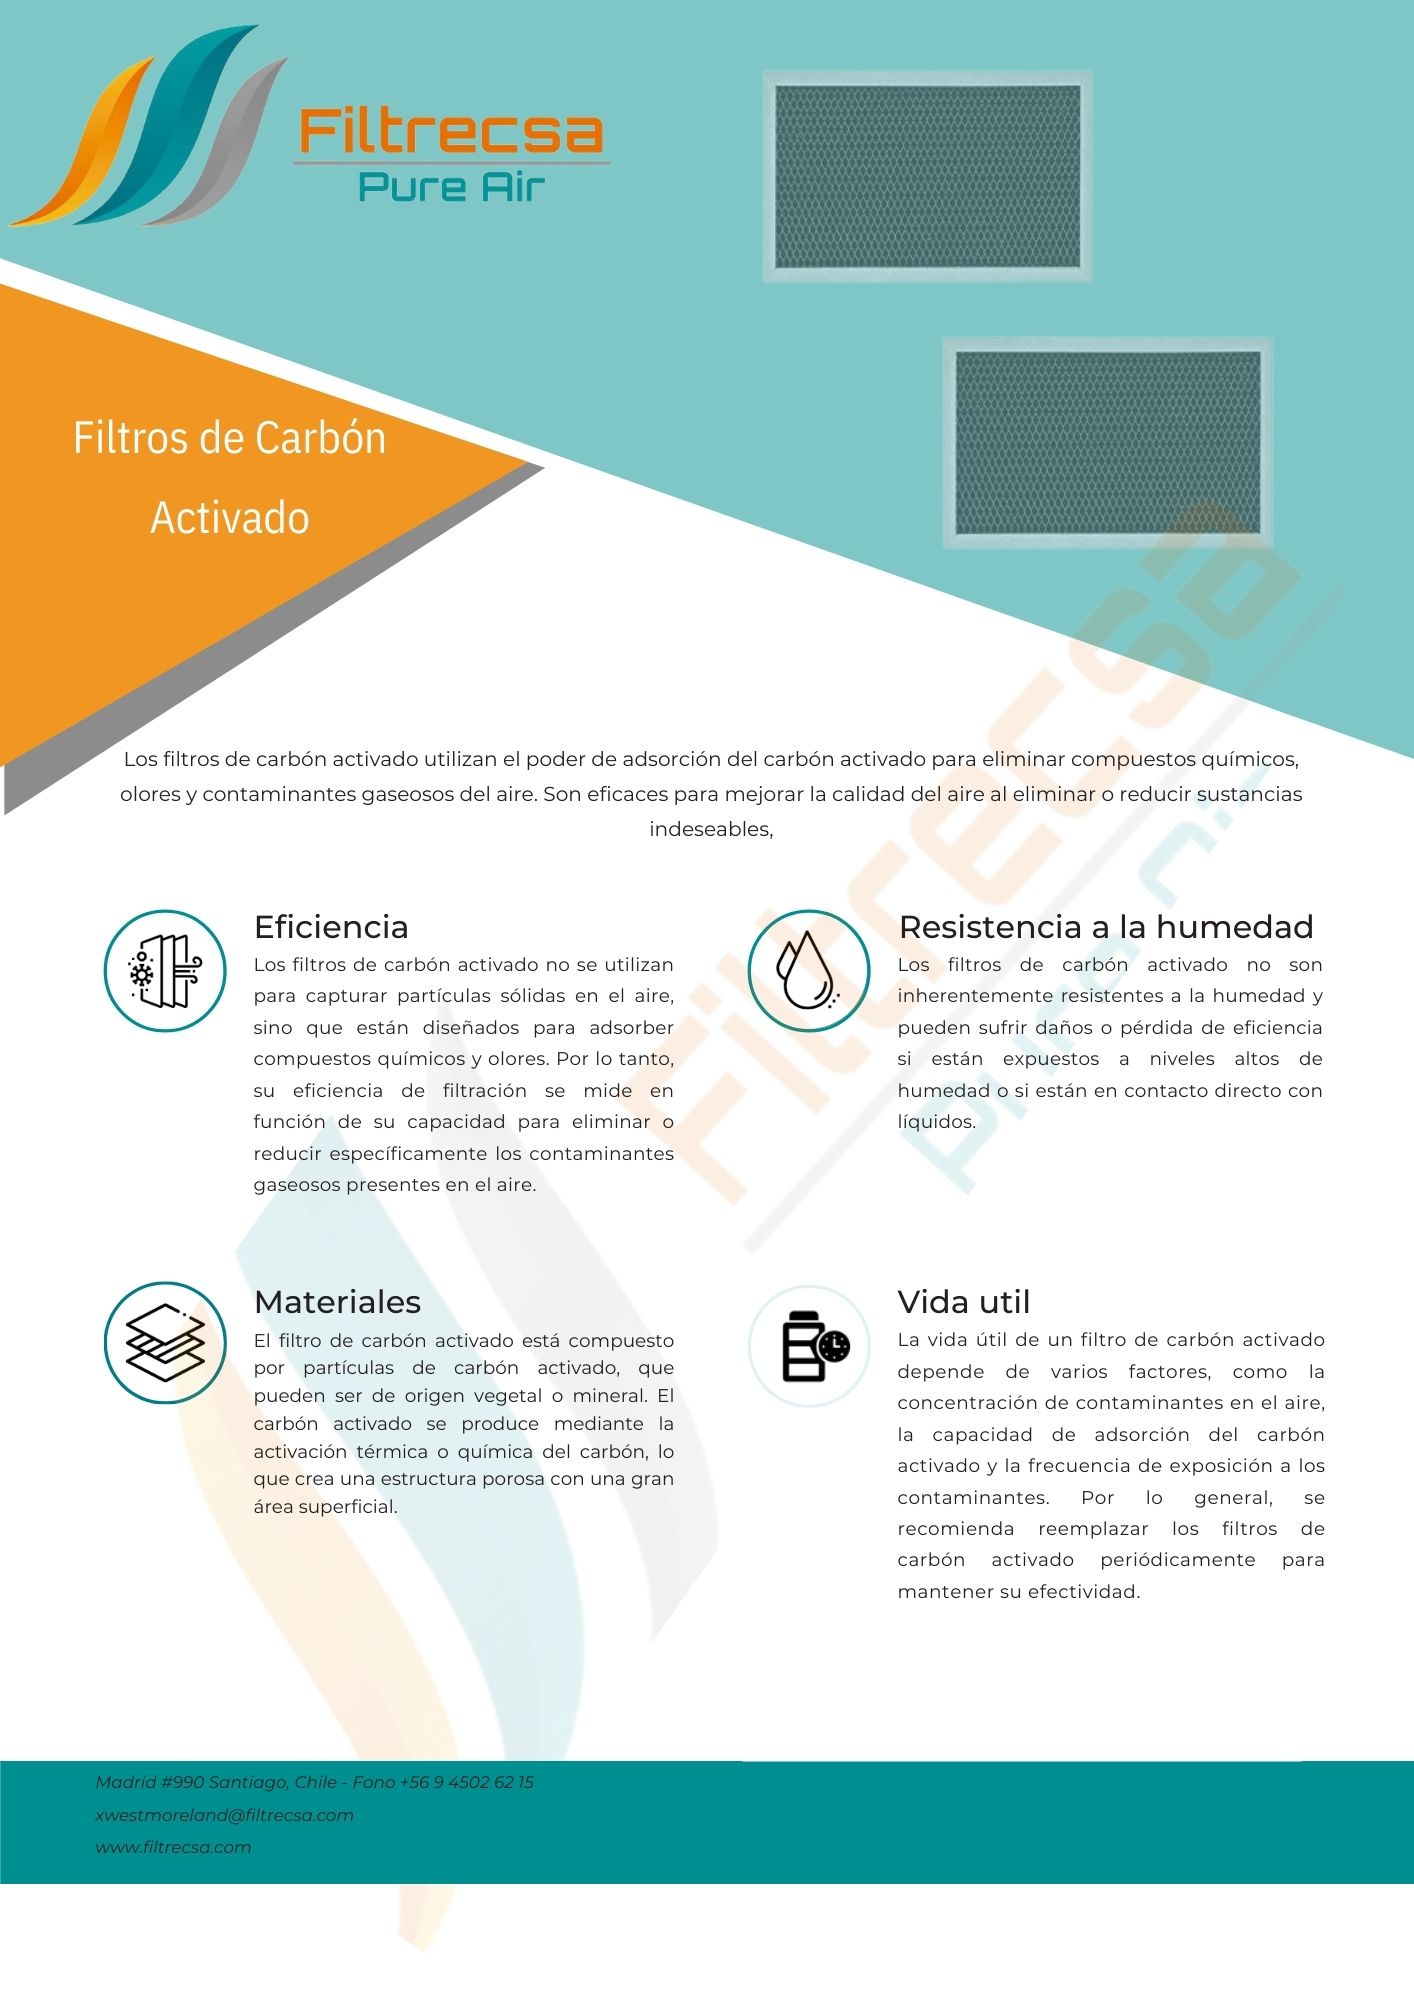 Filtrecsa
Pure Air
Filtros de Carbón
Activado
Los filtros de carbón activado utilizan el poder de adsorción del carbón activado para eliminar compuestos químicos,
olores y contaminantes gaseosos del aire. Son eficaces para mejorar la calidad del aire al eliminar o reducir sustancias
indeseables,
Eficiencia
Los filtros de carbón activado no se utilizan
para capturar partículas sólidas en el aire,
sino que están diseñados para adsorber
compuestos químicos y olores. Por lo tanto,
su eficiencia de filtración se mide en
función de su capacidad para eliminar o
reducir específicamente los contaminantes
gaseosos presentes en el aire.
Resistencia a la humedad
Los filtros de carbón activado no son
inherentemente resistentes a la humedad y
pueden sufrir daños o pérdida de eficiencia
si están expuestos a niveles altos de
humedad o si están en contacto directo con
líquidos.
Materiales
El filtro de carbón activado está compuesto
por partículas de carbón activado, que
pueden ser de origen vegetal o mineral. El
carbón activado se produce mediante la
activación térmica o química del carbón, lo
que crea una estructura porosa con una gran
área superficial.
Vida util
La vida útil de un filtro de carbón activado
depende de varios factores, como la
concentración de contaminantes en el aire,
la capacidad de adsorción del carbón
activado y la frecuencia de exposición a los
contaminantes. Por lo general, se
recomienda reemplazar los filtros de
carbón activado periódicamente para
mantener su efectividad.
Filtrecsa
Pure Air
Madrid #990 Santiago, Chile - Fono +56 9 4502 62 15
xwestmoreland@filtrecsa.com
www.filtrecsa.com